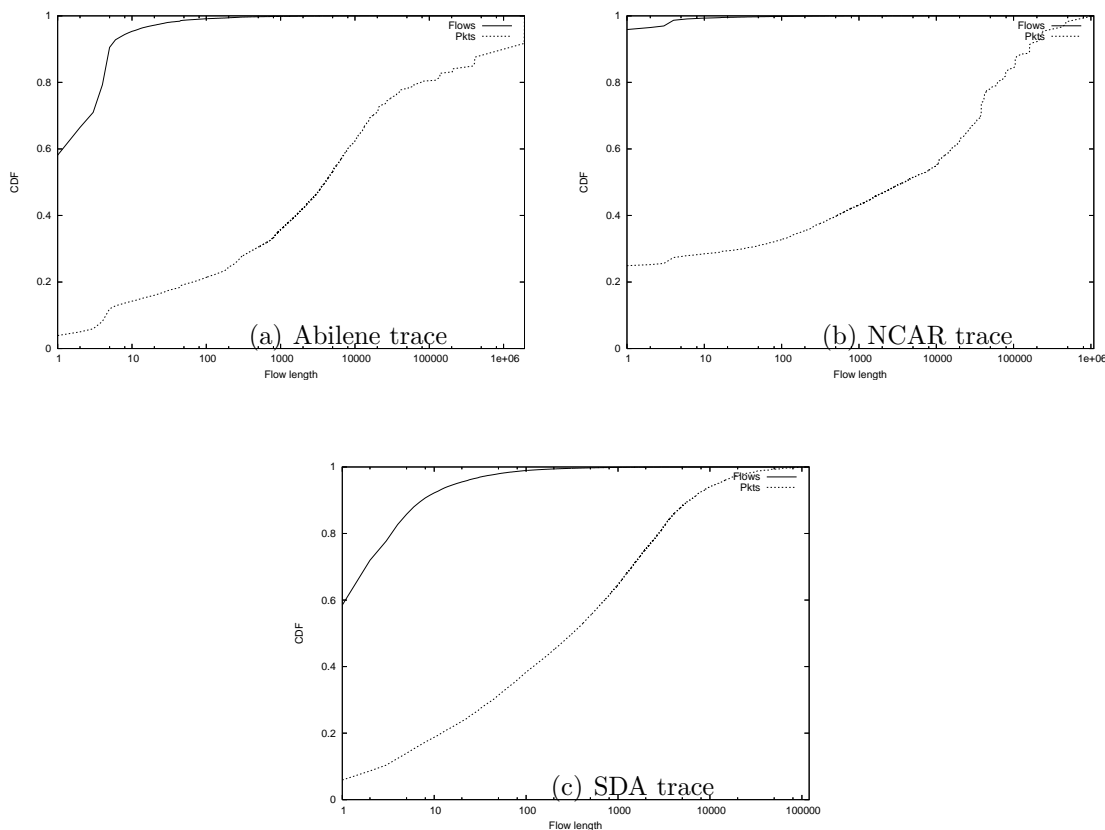 1
0.8
0.6
0.4
0.2
0
CDF
Flows
Pkts
1 10 100 1000 10000 100000 1e+06
Flow length
(a) Abilene trace
1
0.8
0.6
0.4
0.2
0
CDF
Flows
Pkts
1 10 100 1000 10000 100000 1e+06
Flow length
(b) NCAR trace
1
0.8
0.6
0.4
0.2
0
CDF
Flows
Pkts
1 10 100 1000 10000 100000
Flow length
(c) SDA trace